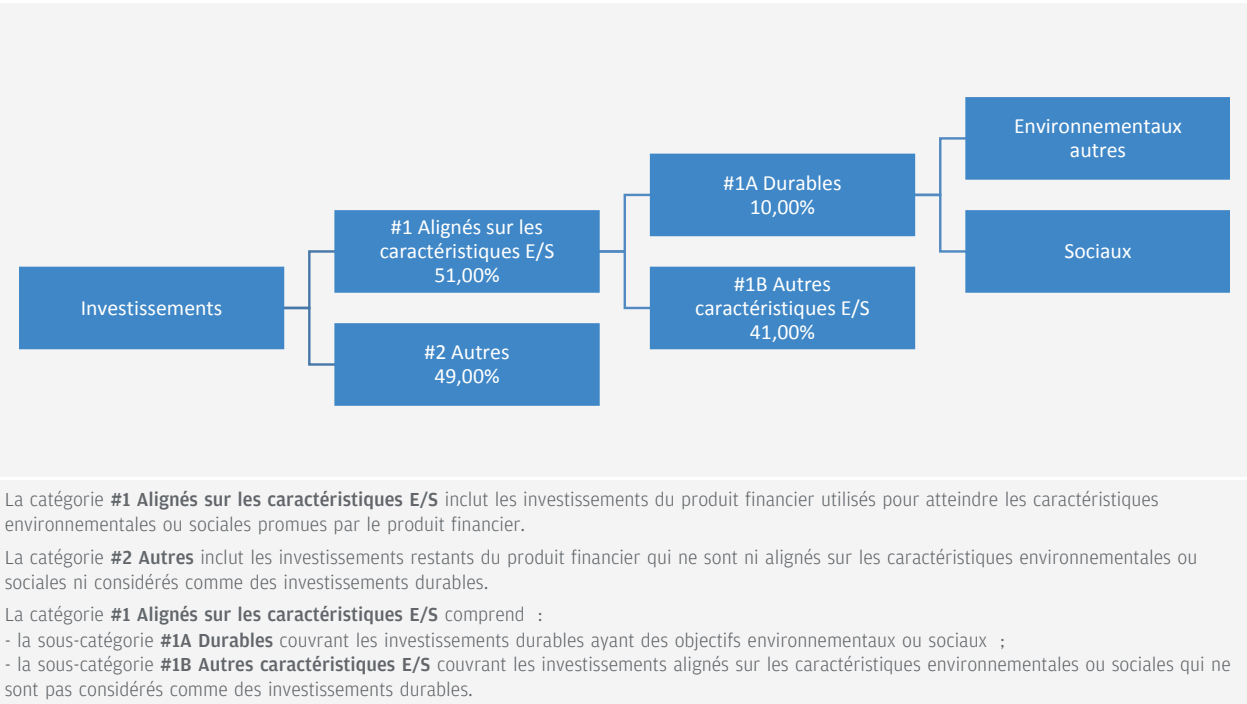 Investissements
#1 Alignés sur les
caractéristiques E/S
51,00%
#2 Autres
49,00%
#1A Durables
10,00%
#1B Autres
caractéristiques E/S
41,00%
Environnementaux
autres
Sociaux
La catégorie #1 Alignés sur les caractéristiques E/S inclut les investissements du produit financier utilisés pour atteindre les caractéristiques
environnementales ou sociales promues par le produit financier.
La catégorie #2 Autres inclut les investissements restants du produit financier qui ne sont ni alignés sur les caractéristiques environnementales ou
sociales ni considérés comme des investissements durables.
La catégorie #1 Alignés sur les caractéristiques E/S comprend :
- la sous-catégorie #1A Durables couvrant les investissements durables ayant des objectifs environnementaux ou sociaux ;
- la sous-catégorie #1B Autres caractéristiques E/S couvrant les investissements alignés sur les caractéristiques environnementales ou sociales qui ne
sont pas considérés comme des investissements durables.